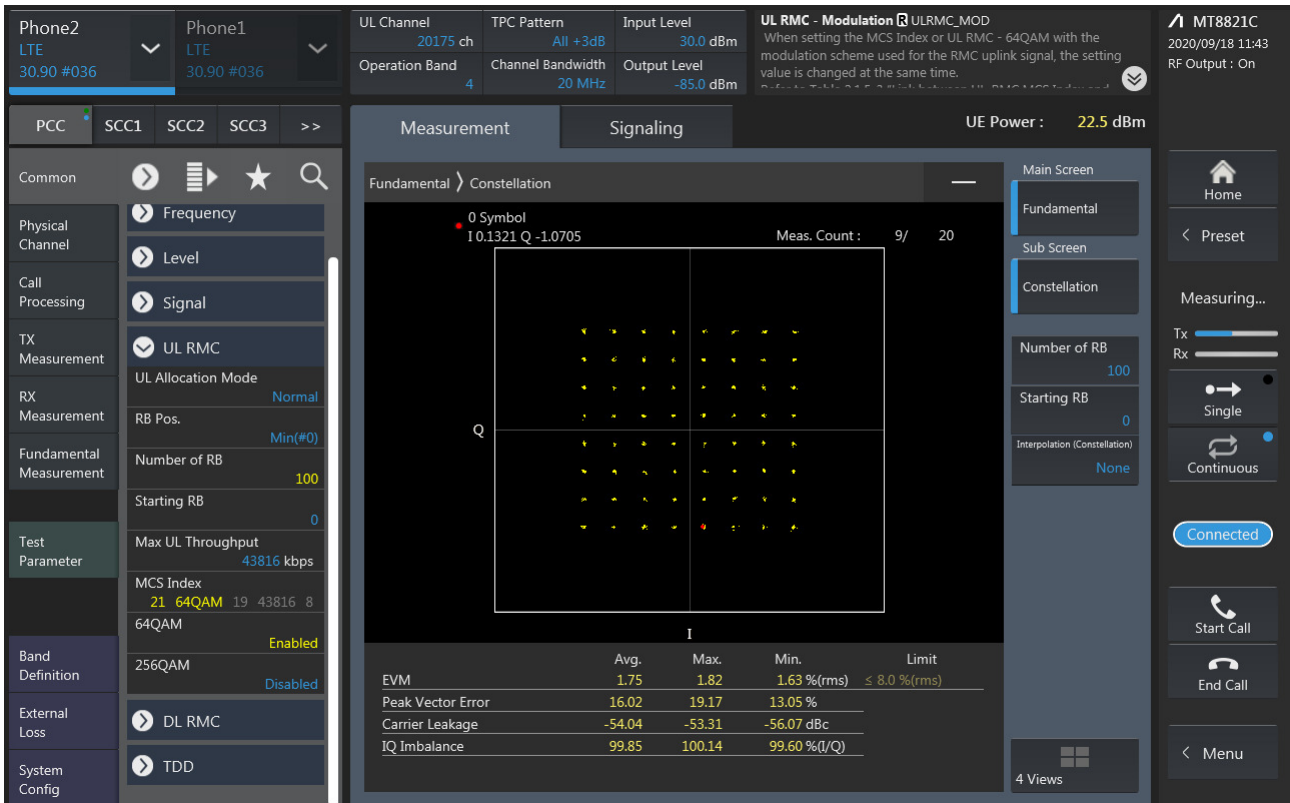 Phone2
LTE
30.90 #036
Phone1
LTE
30.90 #036
UL Channel
20175 ch
Operation Band
4
TPC Pattern
All +3dB
Channel Bandwidth
20 MHz
Input Level
30.0 dBm
Output Level
-85.0 dBm
UL RMC - Modulation R ULRMC_MOD
When setting the MCS Index or UL RMC - 64QAM with the
modulation scheme used for the RMC uplink signal, the setting
value is changed at the same time.
MT8821C
2020/09/18 11:43
RF Output : On
PCC SCC1 SCC2 SCC3 >>
Measurement Signaling
UE Power : 22.5 dBm
Common
Physical
Channel
Call
Processing
TX
Measurement
RX
Measurement
Fundamental
Measurement
Test
Parameter
Band
Definition
External
Loss
System
Config
Frequency
Level
Signal
UL RMC
UL Allocation Mode
Normal
RB Pos.
Min(#0)
Number of RB
100
Starting RB
0
Max UL Throughput
43816 kbps
MCS Index
21 64QAM 19 43816 8
64QAM
Enabled
256QAM
Disabled
DL RMC
TDD
Fundamental ⟩ Constellation
0 Symbol
I 0.1321 Q -1.0705
Meas. Count : 9/ 20
Q
I
Avg. Max. Min. Limit
EVM 1.75 1.82 1.63 %(rms) ≤ 8.0 %(rms)
Peak Vector Error 16.02 19.17 13.05 %
Carrier Leakage -54.04 -53.31 -56.07 dBc
IQ Imbalance 99.85 100.14 99.60 %(I/Q)
Main Screen
Fundamental
Sub Screen
Constellation
Number of RB
100
Starting RB
0
Interpolation (Constellation)
None
4 Views
Home
< Preset
Measuring...
Tx
Rx
Single
Continuous
Connected
Start Call
End Call
< Menu